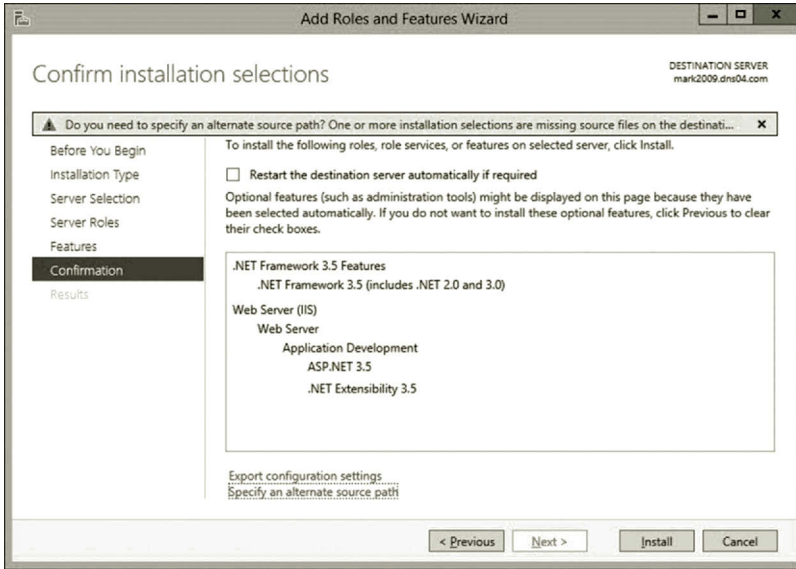 Add Roles and Features Wizard
Confirm installation selections
DESTINATION SERVER
mark2009.dns04.com
Do you need to specify an alternate source path? One or more installation selections are missing source files on the destinati...
Before You Begin
Installation Type
Server Selection
Server Roles
Features
Confirmation
Results
To install the following roles, role services, or features on selected server, click Install.
Restart the destination server automatically if required
Optional features (such as administration tools) might be displayed on this page because they have
been selected automatically. If you do not want to install these optional features, click Previous to clear
their check boxes.
.NET Framework 3.5 Features
.NET Framework 3.5 (includes .NET 2.0 and 3.0)
Web Server (IIS)
Web Server
Application Development
ASP.NET 3.5
.NET Extensibility 3.5
Export configuration settings
Specify an alternate source path
< Previous
Next >
Install
Cancel